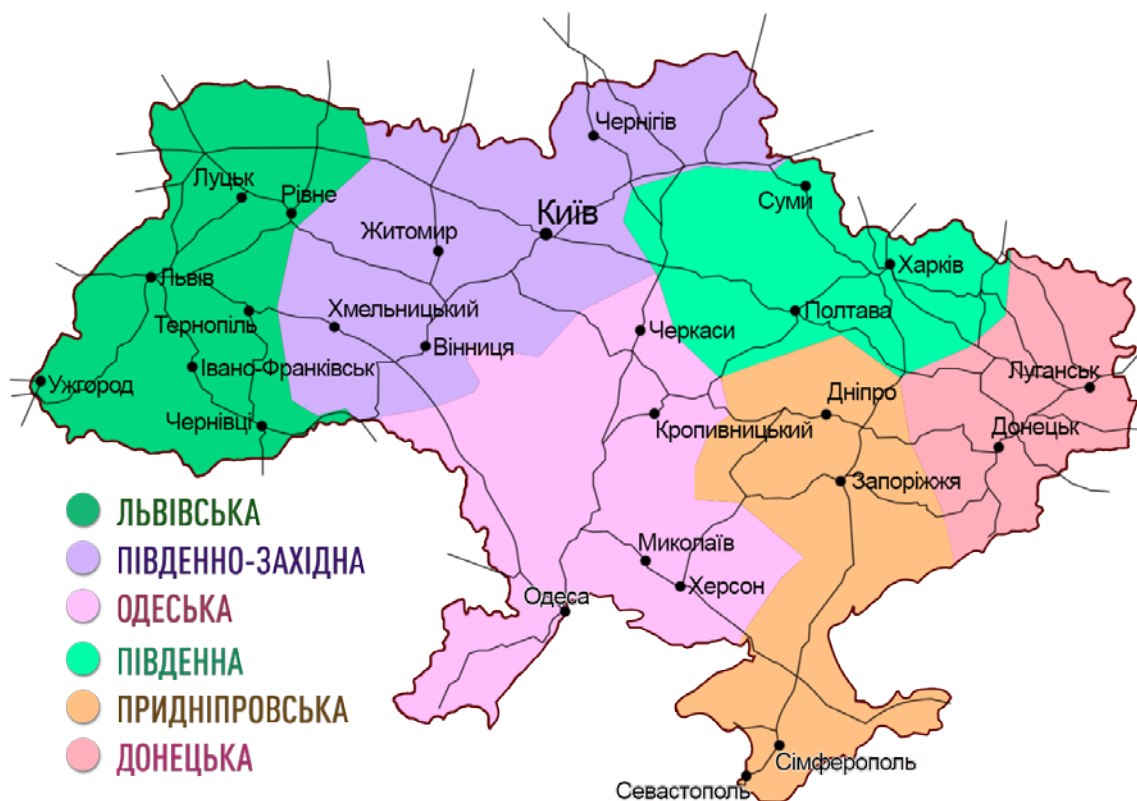 Чернігів
Суми
Луцьк
Рівне
Київ
Житомир
Харків
Львів
Хмельницький
Тернопіль
Полтава
Черкаси
Вінниця
Івано-Франківськ
Луганськ
Ужгород
Дніпро
Чернівці
Кропивницький
Донецьк
Запоріжжя
Миколаїв
Херсон
Одеса
Сімферополь
Севастополь
ЛЬВІВСЬКА
ПІВДЕННО-ЗАХІДНА
ОДЕСЬКА
ПІВДЕННА
ПРИДНІПРОВСЬКА
ДОНЕЦЬКА